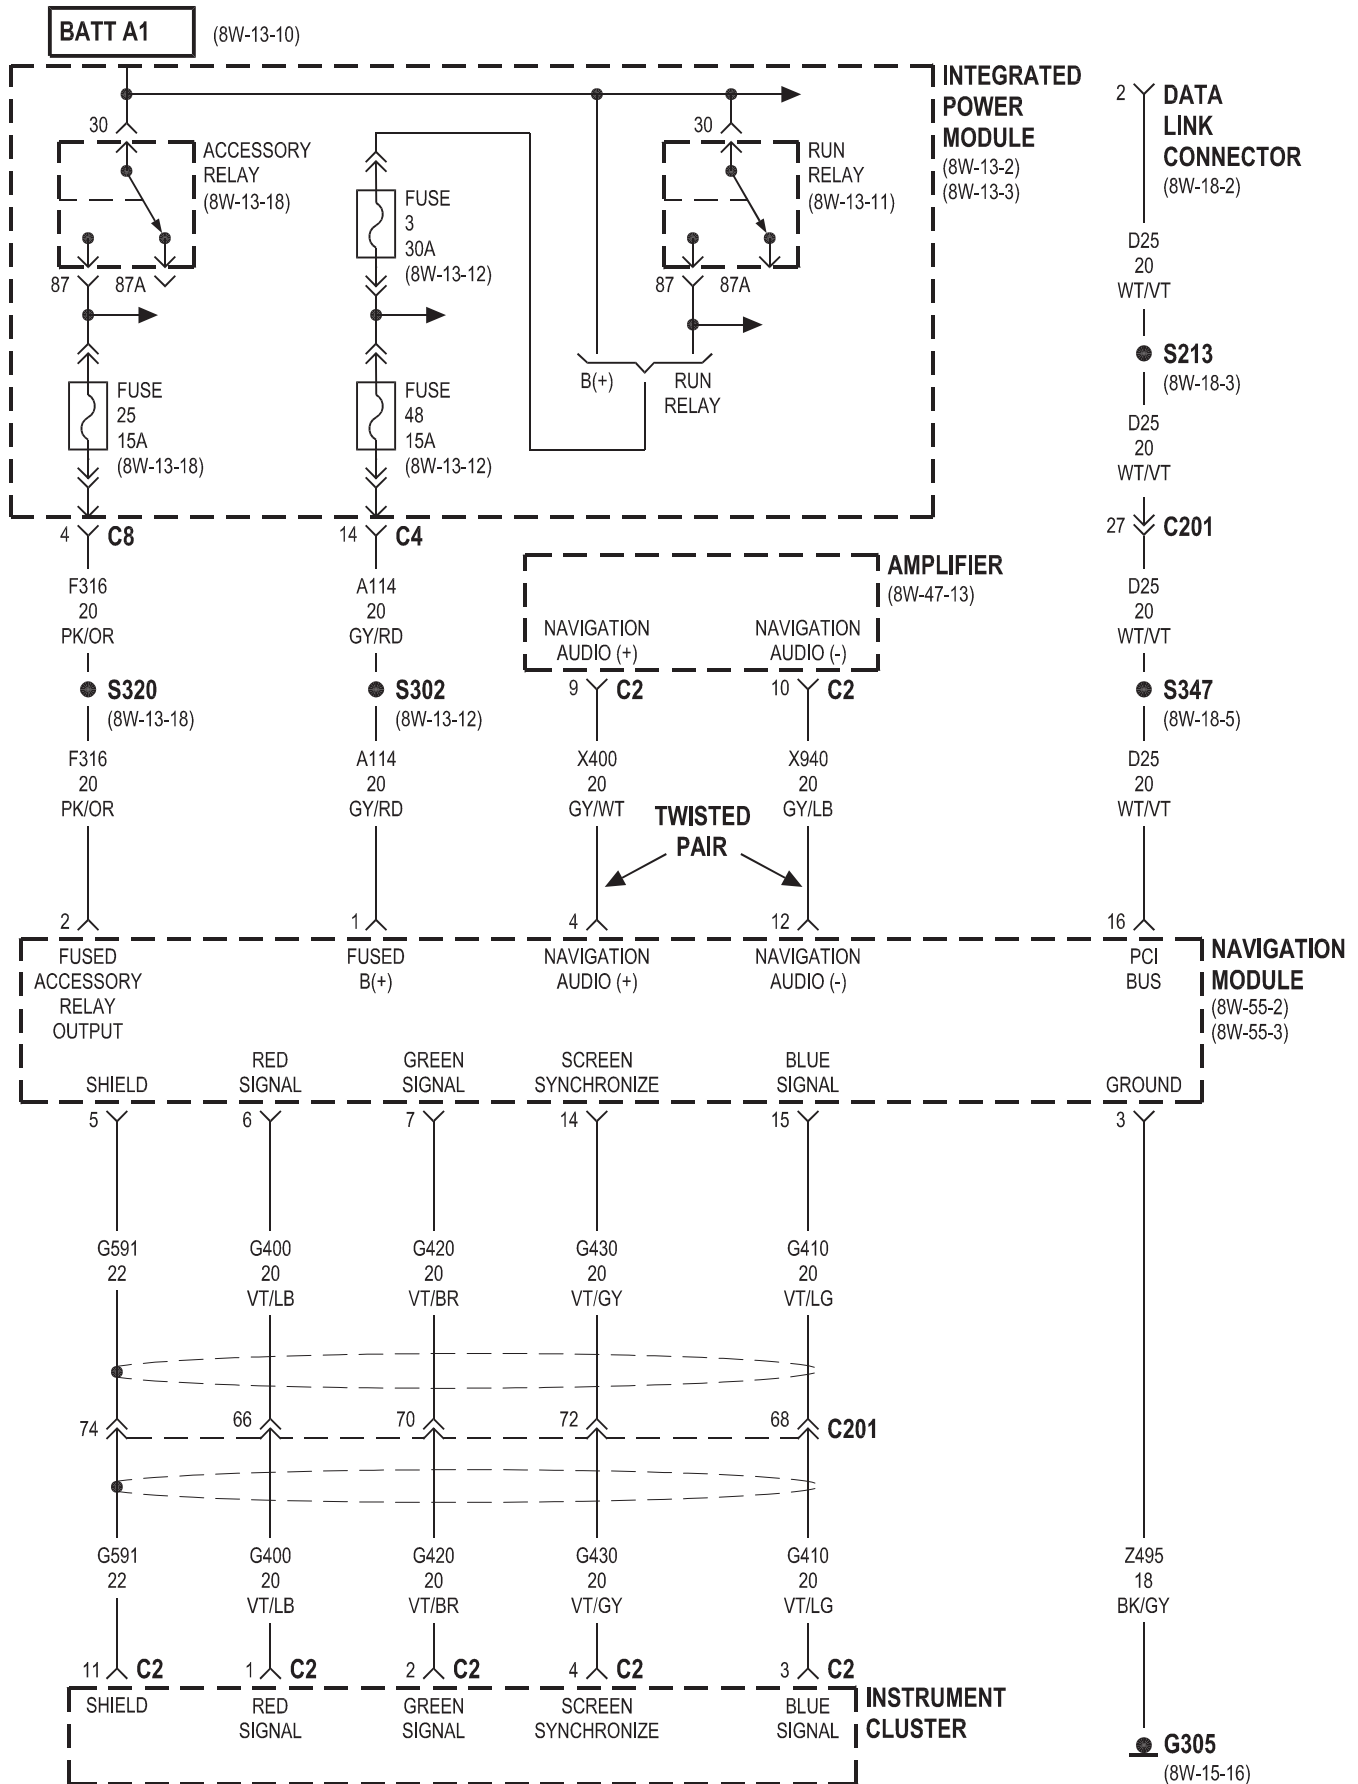 BATT A1
(8W-13-10)
INTEGRATED
POWER
MODULE
(8W-13-2)
(8W-13-3)
2
DATA
LINK
CONNECTOR
(8W-18-2)
30
ACCESSORY
RELAY
(8W-13-18)
87
87A
FUSE
3
30A
(8W-13-12)
30
RUN
RELAY
(8W-13-11)
87
87A
B(+)
RUN
RELAY
FUSE
25
15A
(8W-13-18)
FUSE
48
15A
(8W-13-12)
D25
20
WT/VT
S213
(8W-18-3)
D25
20
WT/VT
27
C201
4
C8
14
C4
F316
20
PK/OR
A114
20
GY/RD
AMPLIFIER
(8W-47-13)
NAVIGATION
AUDIO (+)
NAVIGATION
AUDIO (-)
D25
20
WT/VT
S320
(8W-13-18)
S302
(8W-13-12)
9
C2
10
C2
S347
(8W-18-5)
F316
20
PK/OR
A114
20
GY/RD
X400
20
GY/WT
X940
20
GY/LB
D25
20
WT/VT
TWISTED
PAIR
2
1
4
12
16
FUSED
ACCESSORY
RELAY
OUTPUT
FUSED
B(+)
NAVIGATION
AUDIO (+)
NAVIGATION
AUDIO (-)
PCI
BUS
NAVIGATION
MODULE
(8W-55-2)
(8W-55-3)
SHIELD
RED
SIGNAL
GREEN
SIGNAL
SCREEN
SYNCHRONIZE
BLUE
SIGNAL
GROUND
5
6
7
14
15
3
G591
22
G400
20
VT/LB
G420
20
VT/BR
G430
20
VT/GY
G410
20
VT/LG
74
66
70
72
68
C201
G591
22
G400
20
VT/LB
G420
20
VT/BR
G430
20
VT/GY
G410
20
VT/LG
Z495
18
BK/GY
11
C2
1
C2
2
C2
4
C2
3
C2
SHIELD
RED
SIGNAL
GREEN
SIGNAL
SCREEN
SYNCHRONIZE
BLUE
SIGNAL
INSTRUMENT
CLUSTER
G305
(8W-15-16)